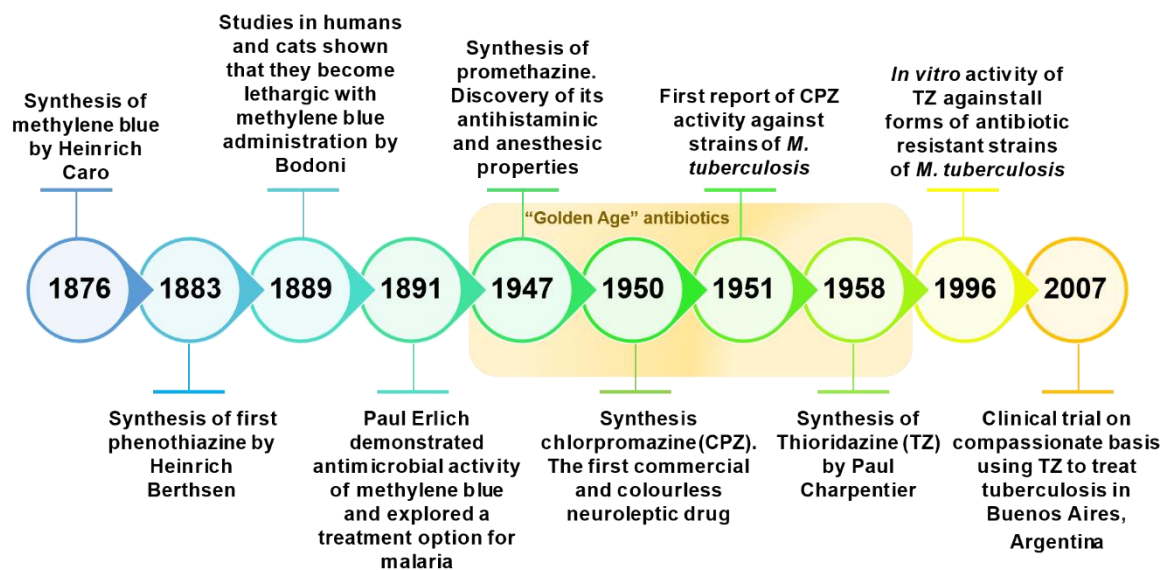 Synthesis of
methylene blue
by Heinrich
Caro
Studies in humans
and cats shown
that they become
lethargic with
methylene blue
administration by
Bodoni
Synthesis of
promethazine.
Discovery of its
antihistaminic
and anesthesic
properties
First report of CPZ
activity against
strains of M.
tuberculosis
In vitro activity of
TZ against all
forms of antibiotic
resistant strains
of M. tuberculosis
“Golden Age” antibiotics
1876
1883
1889
1891
1947
1950
1951
1958
1996
2007
Synthesis of first
phenothiazine by
Heinrich
Berthsen
Paul Erlich
demonstrated
antimicrobial activity
of methylene blue
and explored a
treatment option for
malaria
Synthesis
chlorpromazine (CPZ).
The first commercial
and colourless
neuroleptic drug
Synthesis of
Thioridazine (TZ)
by Paul
Charpentier
Clinical trial on
compassionate basis
using TZ to treat
tuberculosis in
Buenos Aires,
Argentina